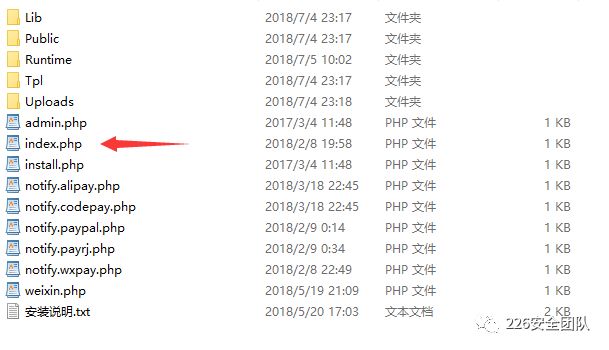 Lib 2018/7/4 23:17 文件夹
Public 2018/7/4 23:17 文件夹
Runtime 2018/7/5 10:02 文件夹
Tpl 2018/7/4 23:17 文件夹
Uploads 2018/7/4 23:18 文件夹
admin.php 2017/3/4 11:48 PHP 文件 1 KB
index.php 2018/2/8 19:58 PHP 文件 1 KB
install.php 2017/3/4 11:48 PHP 文件 1 KB
notify.alipay.php 2018/3/18 22:45 PHP 文件 1 KB
notify.codepay.php 2018/3/18 22:45 PHP 文件 1 KB
notify.paypal.php 2018/2/9 0:14 PHP 文件 1 KB
notify.payrj.php 2018/2/9 0:34 PHP 文件 1 KB
notify.wxpay.php 2018/2/8 22:49 PHP 文件 1 KB
weixin.php 2018/5/19 21:09 PHP 文件 1 KB
安装说明.txt 2018/5/20 17:03 文本文档 2 KB
226安全团队